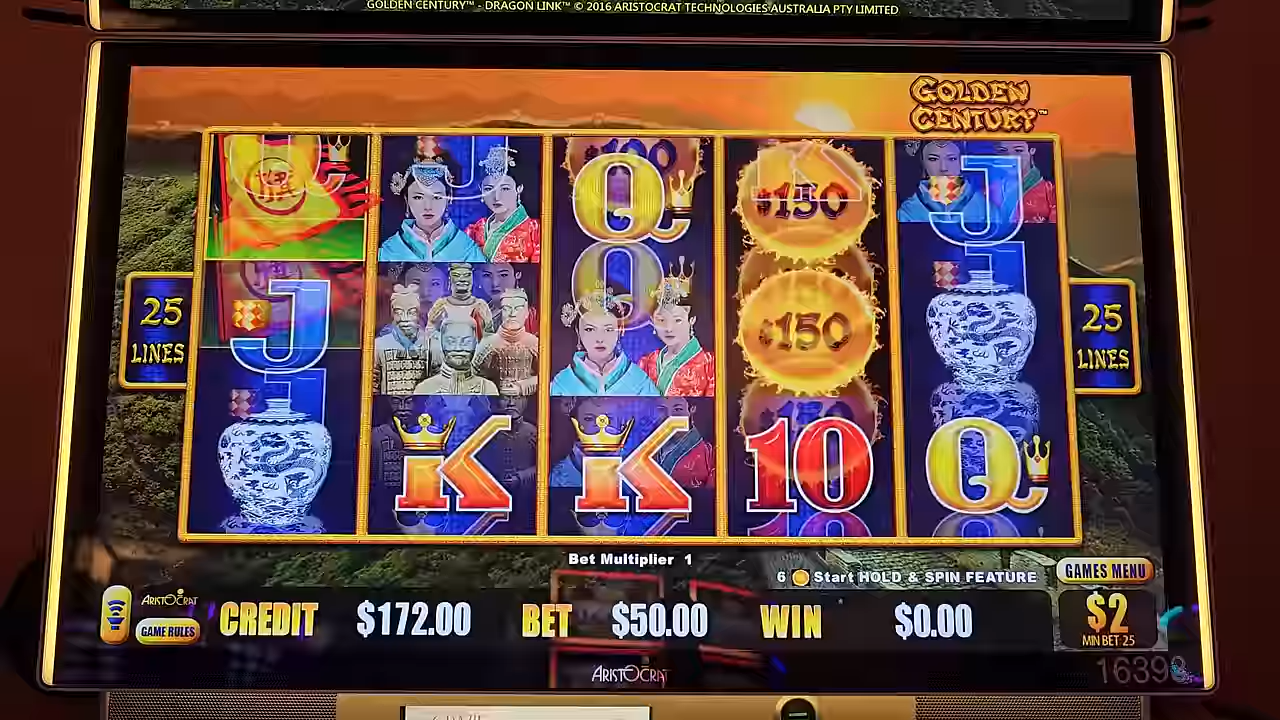 GOLDEN CENTURY™ - DRAGON LINK™ © 2016 ARISTOCRAT TECHNOLOGIES AUSTRALIA PTY LIMITED
GOLDEN
CENTURY™
J
Q
$150
J
25
LINES
J
$150
25
LINES
K
K
10
Q
Bet Multiplier 1
6 Start HOLD & SPIN FEATURE
GAMES MENU
ARISTOCRAT
GAME RULES
CREDIT $172.00 BET $50.00 WIN $0.00
$2
MIN BET 25
ARISTOCRAT